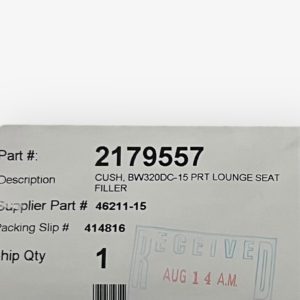 Part #: 2179557
Description CUSH, BW320DC-15 PRT LOUNGE SEAT
FILLER
Supplier Part # 46211-15
Packing Slip # 414816
Ship Qty 1
RECEIVED
AUG 14 A.M.